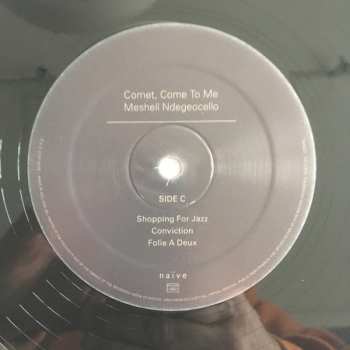 Comet, Come To Me
Meshell Ndegeocello
SIDE C
Shopping For Jazz
Conviction
Folie A Deux
naïve